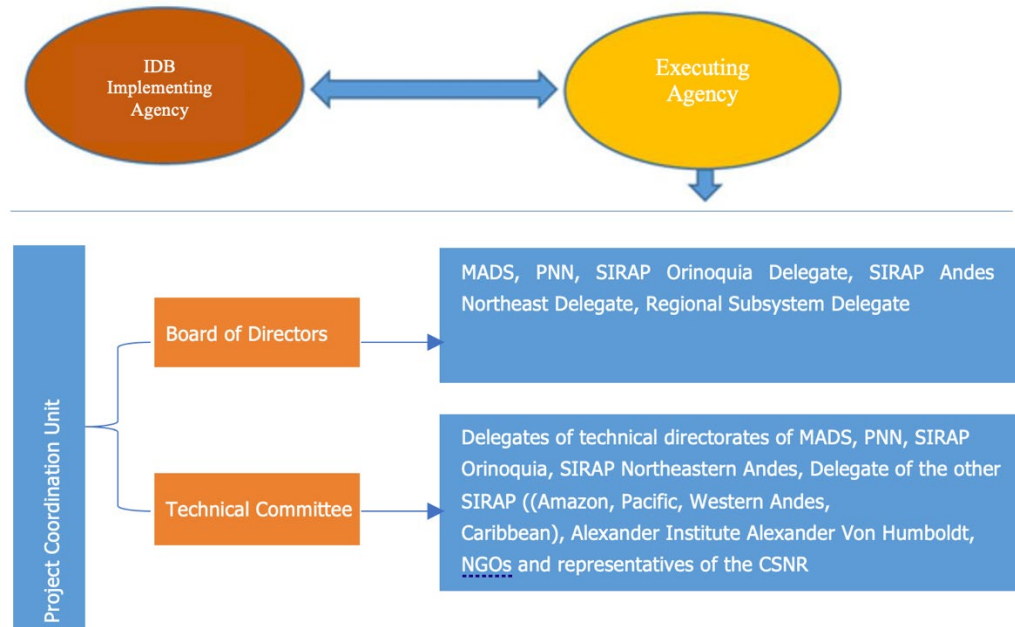 IDB
Implementing
Agency
Executing
Agency
Project Coordination Unit
Board of Directors
MADS, PNN, SIRAP Orinoquia Delegate, SIRAP Andes
Northeast Delegate, Regional Subsystem Delegate
Technical Committee
Delegates of technical directorates of MADS, PNN, SIRAP
Orinoquia, SIRAP Northeastern Andes, Delegate of the other
SIRAP ((Amazon, Pacific, Western Andes,
Caribbean), Alexander Institute Alexander Von Humboldt,
NGOs and representatives of the CSNR